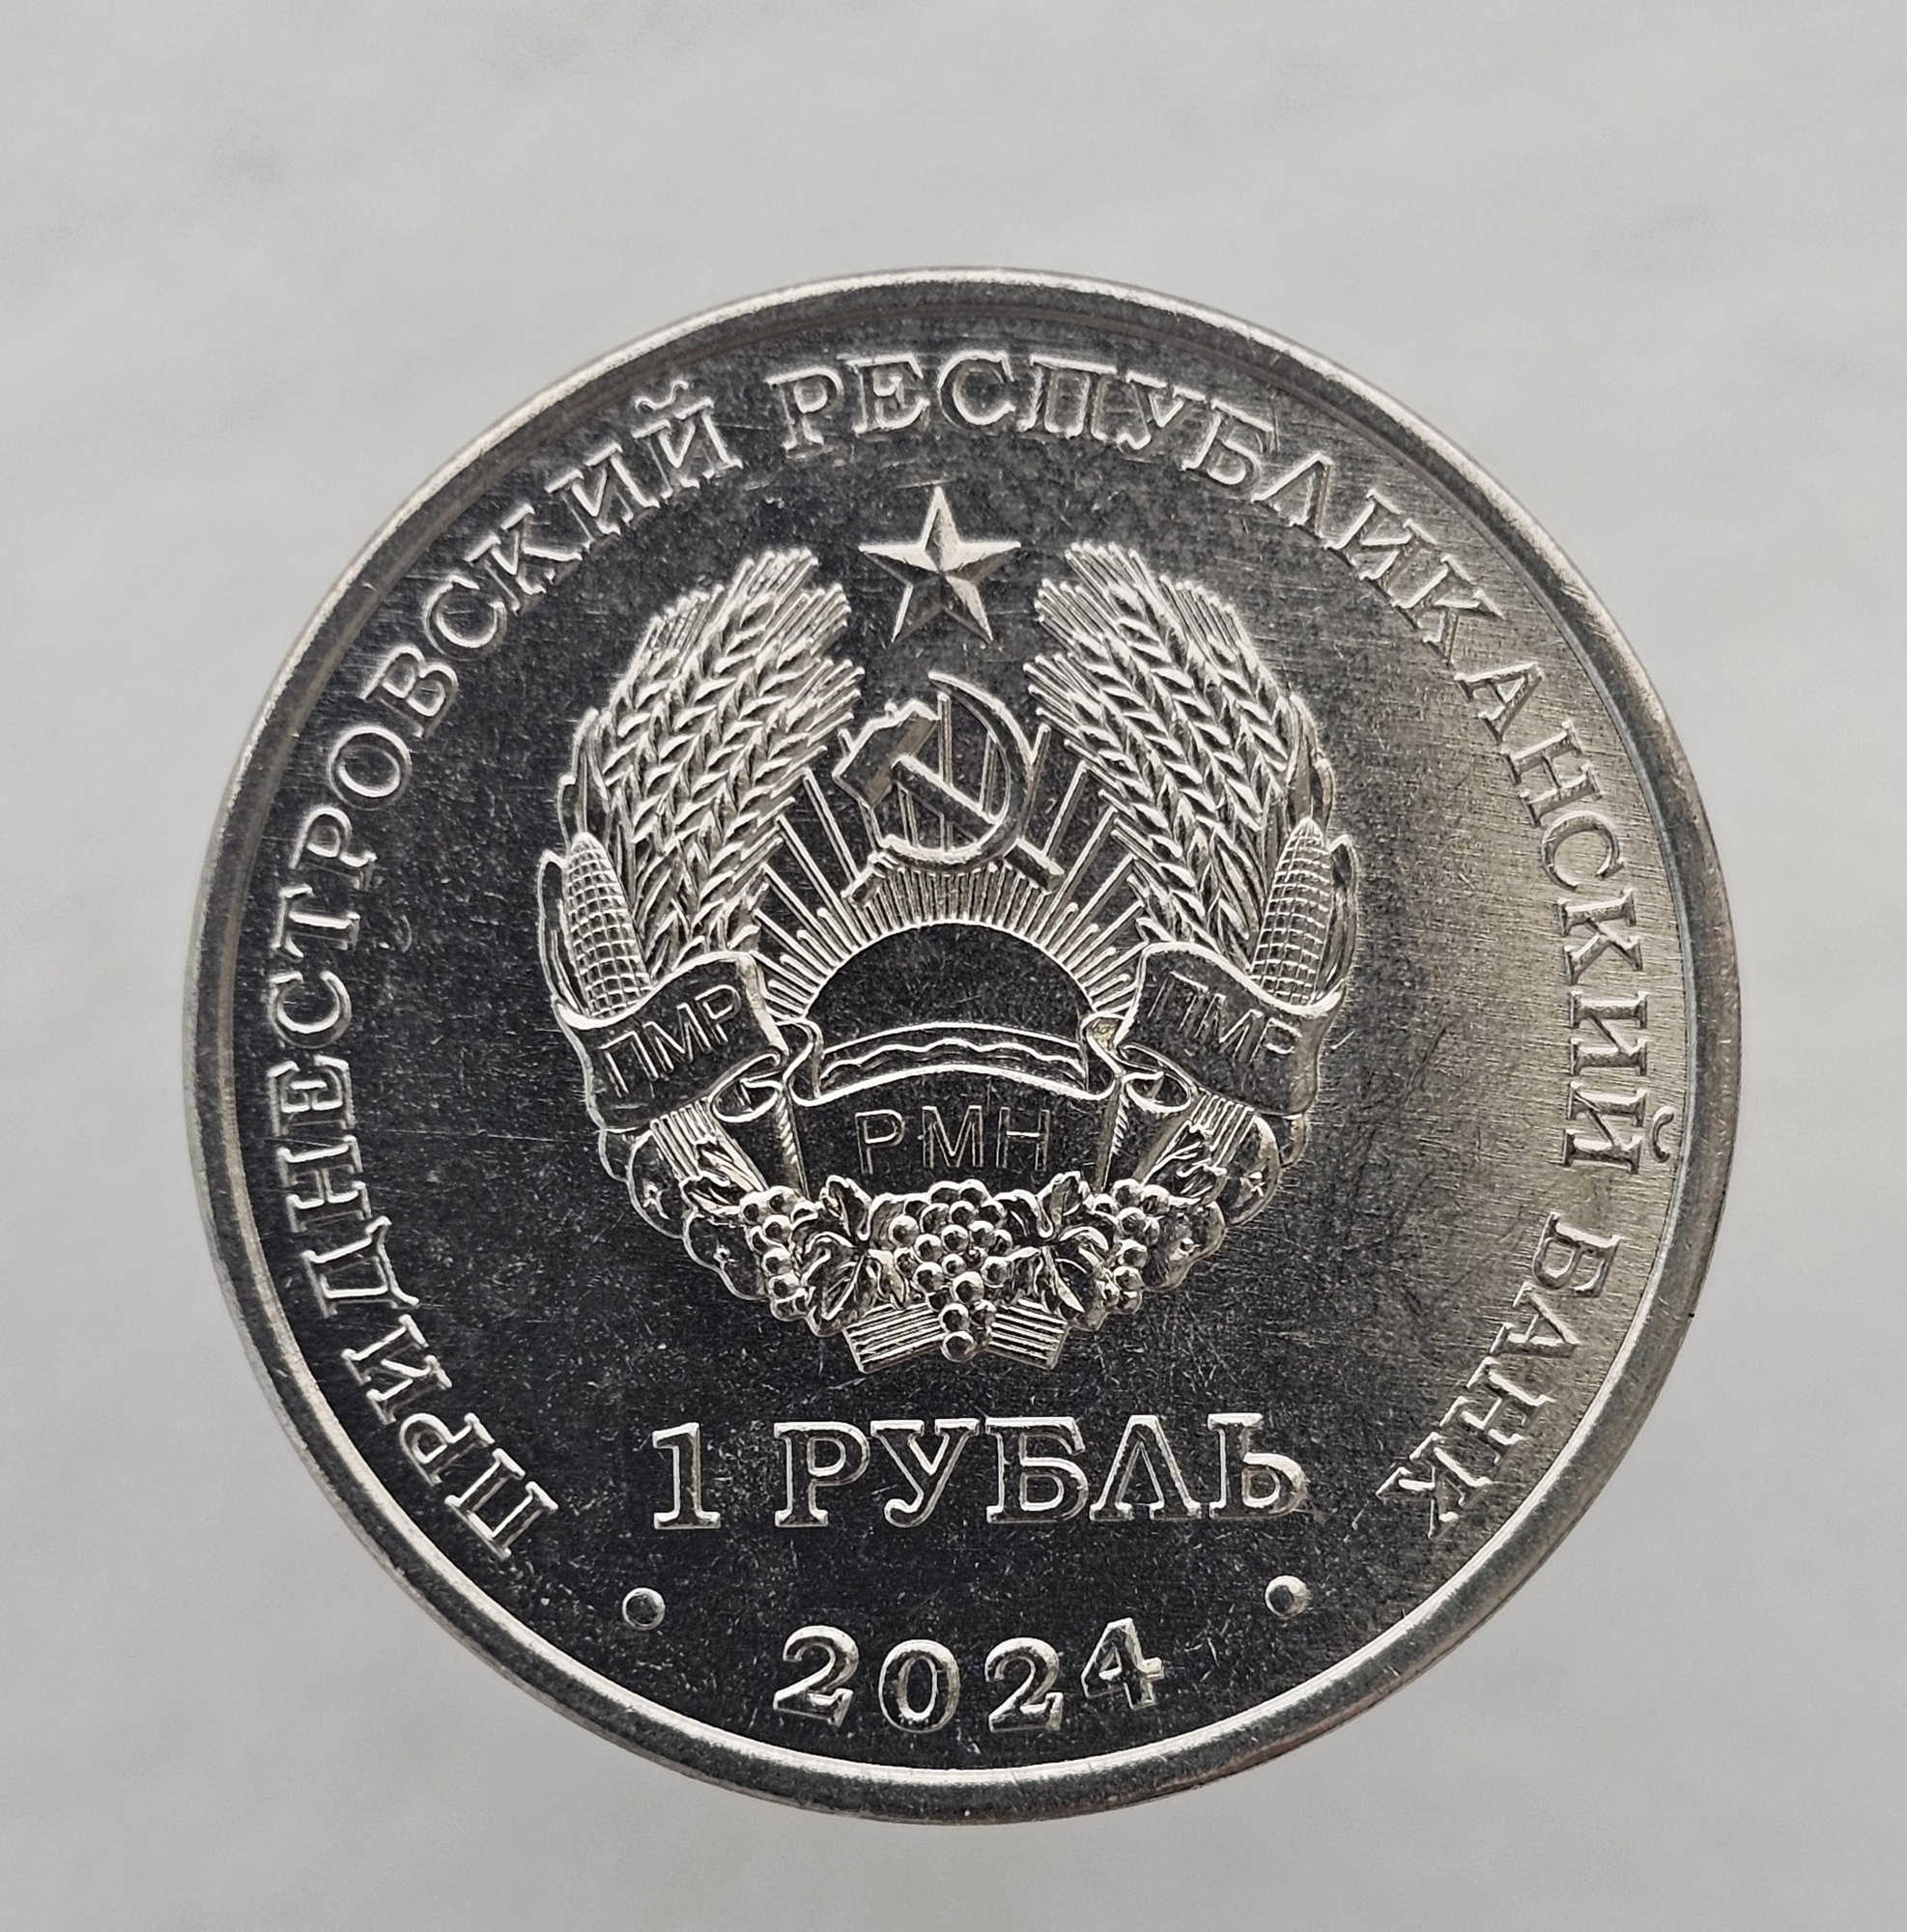 ПРИДНЕСТРОВСКИЙ РЕСПУБЛИКАНСКИЙ БАНК
ПМР
ПМР
РМН
1 РУБЛЬ
• 2024 •